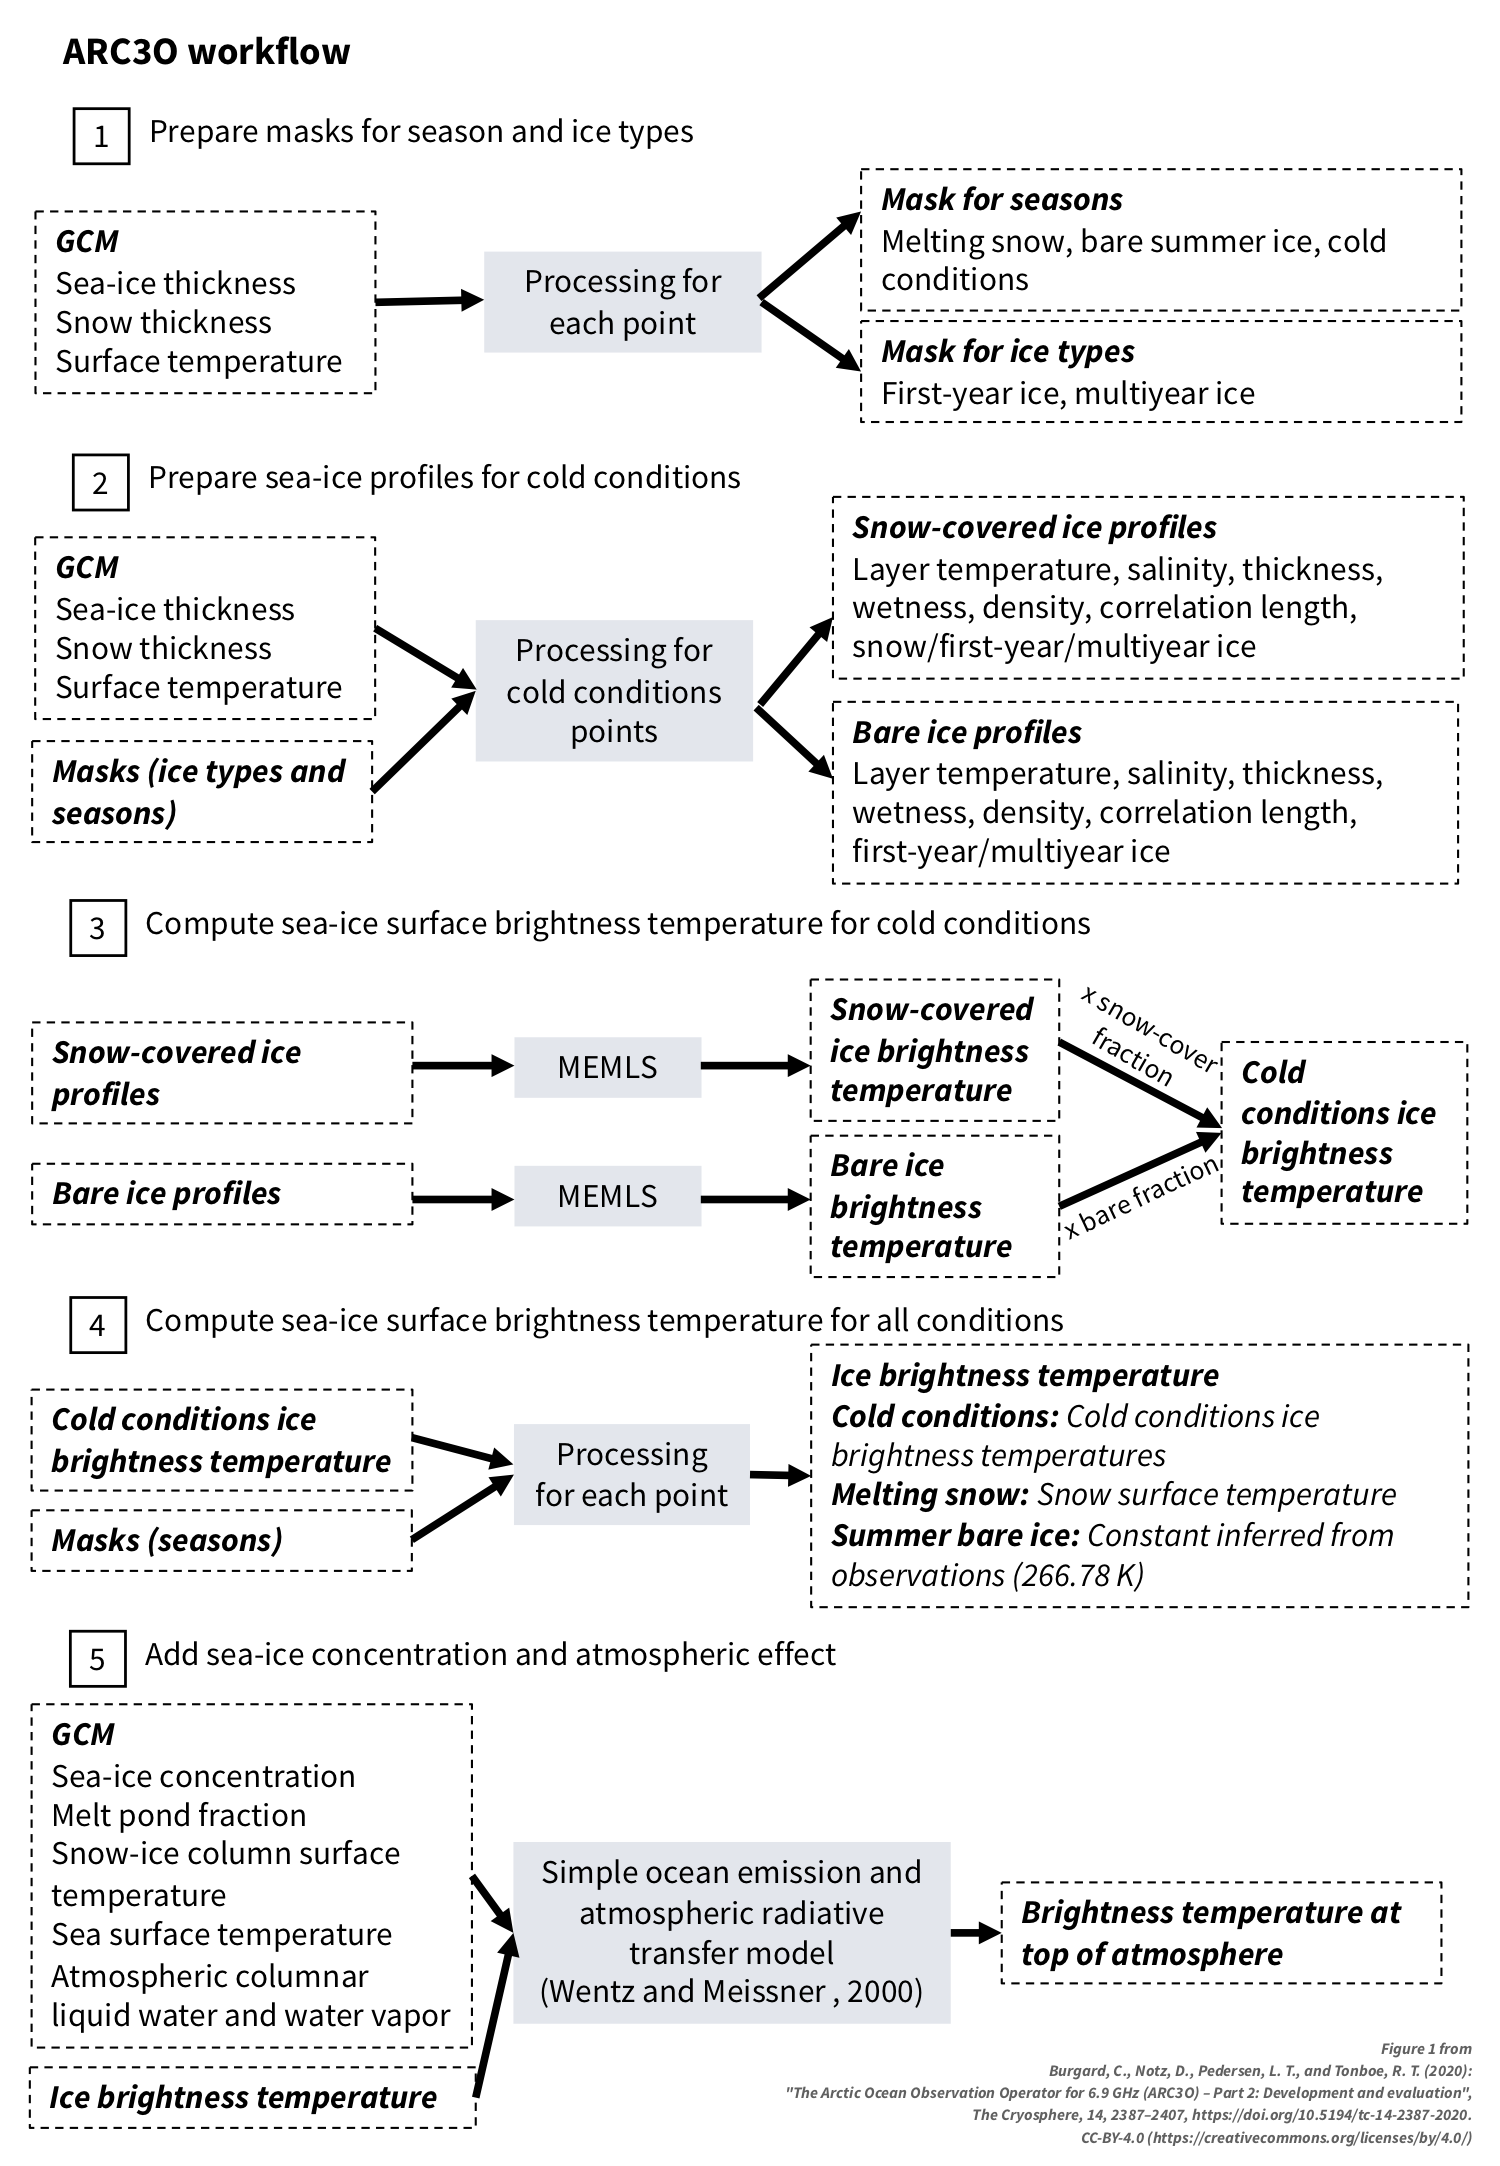 ARC3O workflow
1
Prepare masks for season and ice types
GCM
Sea-ice thickness
Snow thickness
Surface temperature
Processing for
each point
Mask for seasons
Melting snow, bare summer ice, cold
conditions
Mask for ice types
First-year ice, multiyear ice
2
Prepare sea-ice profiles for cold conditions
GCM
Sea-ice thickness
Snow thickness
Surface temperature
Masks (ice types and
seasons)
Processing for
cold conditions
points
Snow-covered ice profiles
Layer temperature, salinity, thickness,
wetness, density, correlation length,
snow/first-year/multiyear ice
Bare ice profiles
Layer temperature, salinity, thickness,
wetness, density, correlation length,
first-year/multiyear ice
3
Compute sea-ice surface brightness temperature for cold conditions
Snow-covered ice
profiles
MEMLS
Snow-covered
ice brightness
temperature
x snow-cover
fraction
Bare ice profiles
MEMLS
Bare ice
brightness
temperature
x bare fraction
Cold
conditions ice
brightness
temperature
4
Compute sea-ice surface brightness temperature for all conditions
Cold conditions ice
brightness temperature
Masks (seasons)
Processing
for each point
Ice brightness temperature
Cold conditions: Cold conditions ice
brightness temperatures
Melting snow: Snow surface temperature
Summer bare ice: Constant inferred from
observations (266.78 K)
5
Add sea-ice concentration and atmospheric effect
GCM
Sea-ice concentration
Melt pond fraction
Snow-ice column surface
temperature
Sea surface temperature
Atmospheric columnar
liquid water and water vapor
Ice brightness temperature
Simple ocean emission and
atmospheric radiative
transfer model
(Wentz and Meissner , 2000)
Brightness temperature at
top of atmosphere
Figure 1 from
Burgard, C., Notz, D., Pedersen, L. T., and Tonboe, R. T. (2020):
"The Arctic Ocean Observation Operator for 6.9 GHz (ARC3O) – Part 2: Development and evaluation",
The Cryosphere, 14, 2387–2407, https://doi.org/10.5194/tc-14-2387-2020.
CC-BY-4.0 (https://creativecommons.org/licenses/by/4.0/)